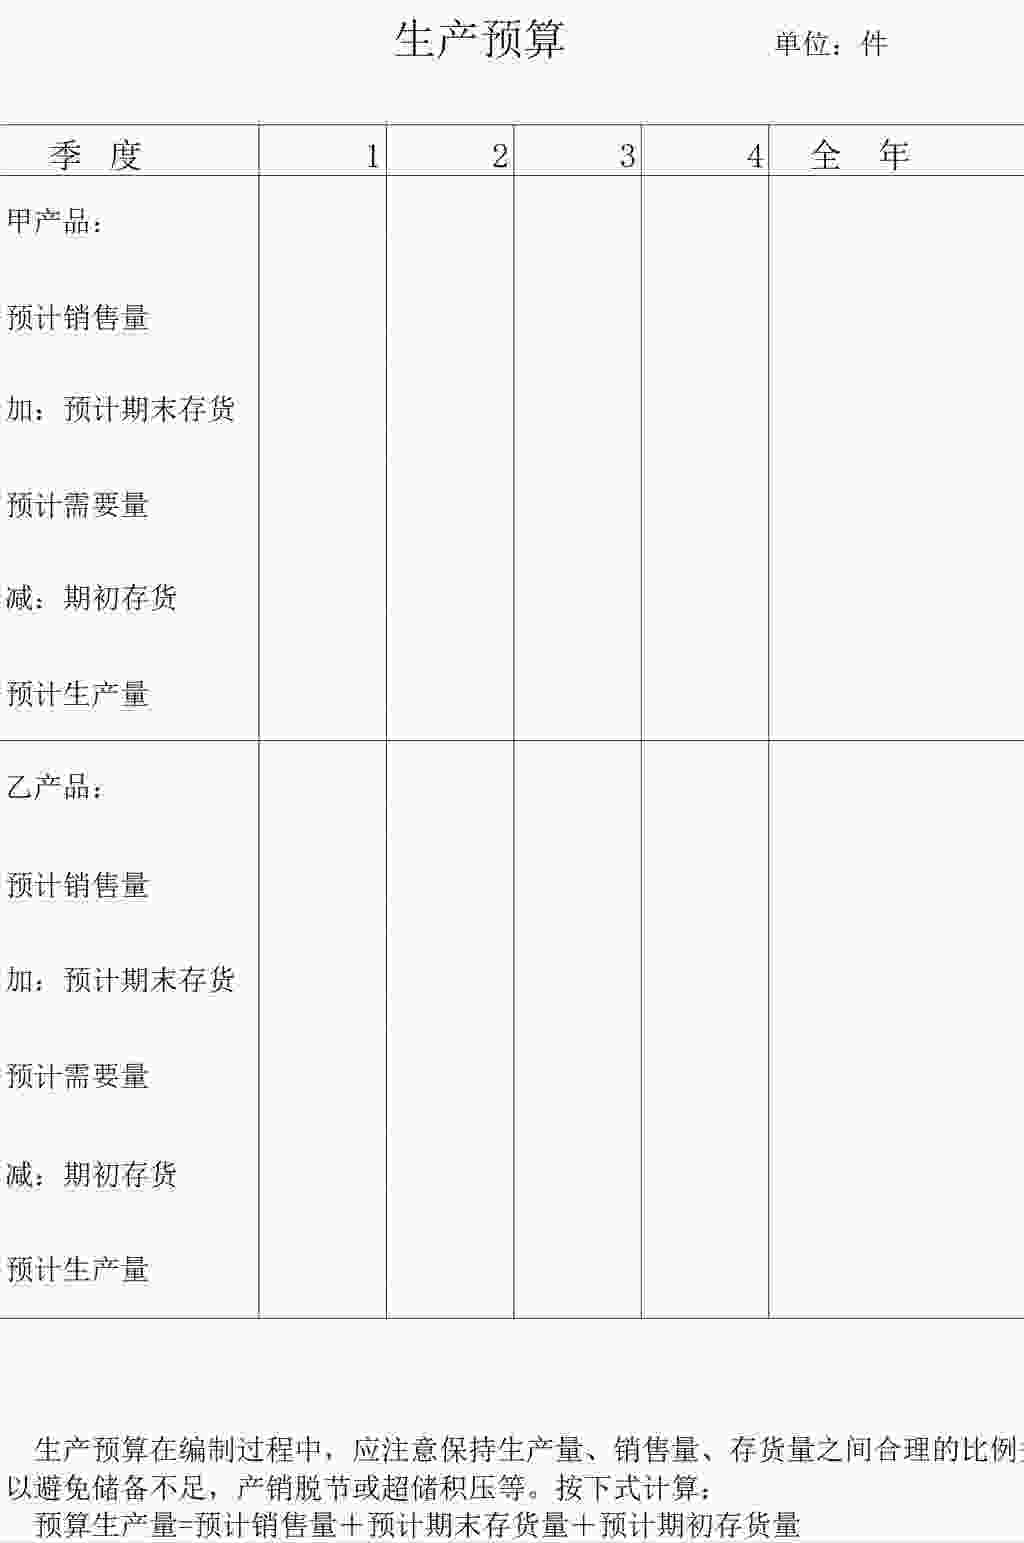 生产预算 单位：件
季 度 1 2 3 4 全 年
甲产品：
预计销售量
加：预计期末存货
预计需要量
减：期初存货
预计生产量
乙产品：
预计销售量
加：预计期末存货
预计需要量
减：期初存货
预计生产量
生产预算在编制过程中，应注意保持生产量、销售量、存货量之间合理的比例
以避免储备不足，产销脱节或超储积压等。按下式计算：
预算生产量=预计销售量＋预计期末存货量＋预计期初存货量